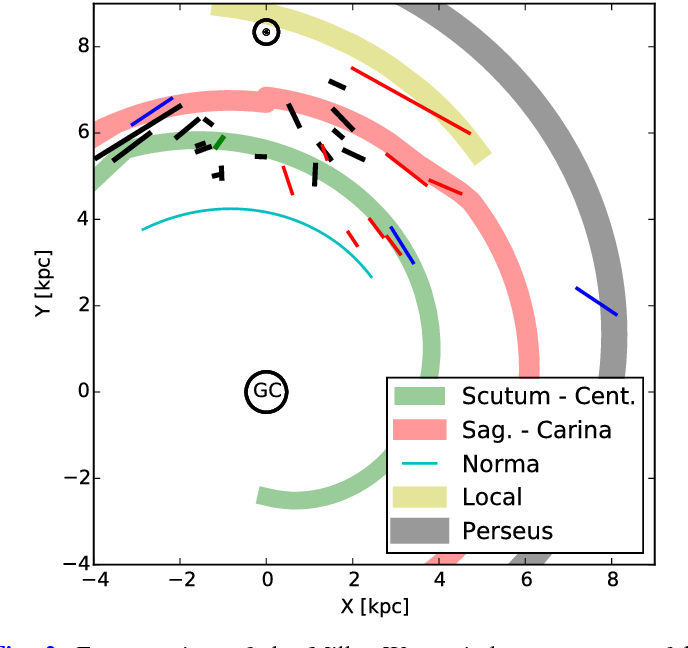 8
6
4
2
0
−2
−4
Y [kpc]
GC
Scutum - Cent.
Sag. - Carina
Norma
Local
Perseus
−4 −2 0 2 4 6 8
X [kpc]